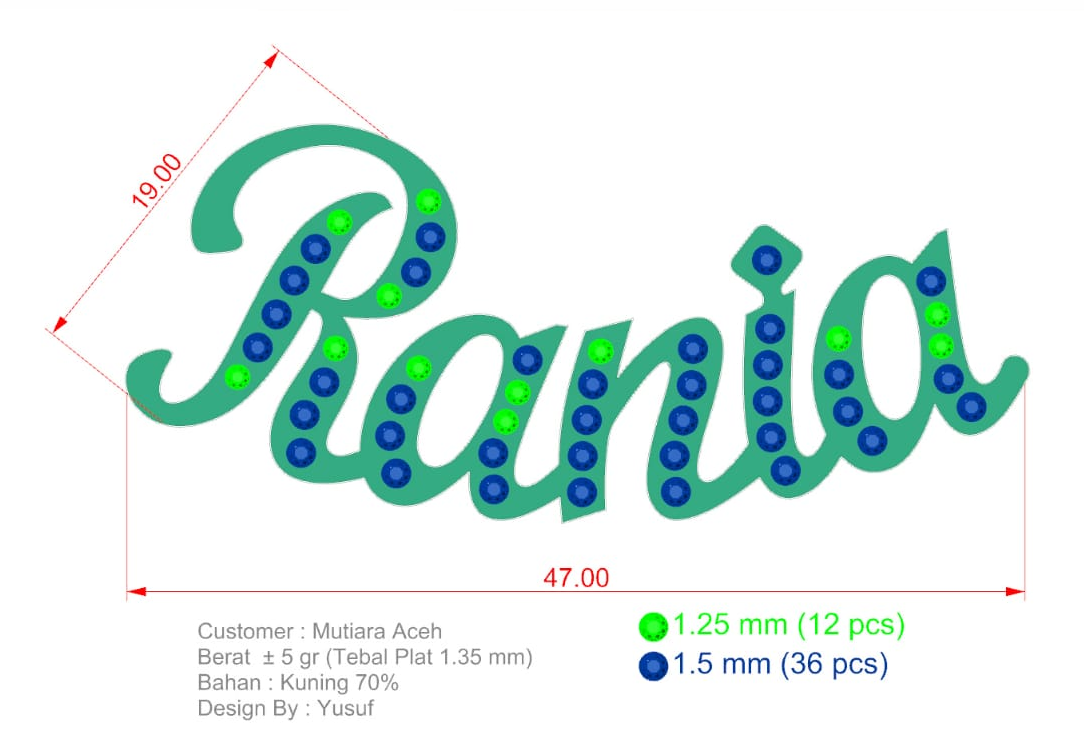 19.00
Rania
47.00
Customer : Mutiara Aceh
Berat ± 5 gr (Tebal Plat 1.35 mm)
Bahan : Kuning 70%
Design By : Yusuf
1.25 mm (12 pcs)
1.5 mm (36 pcs)